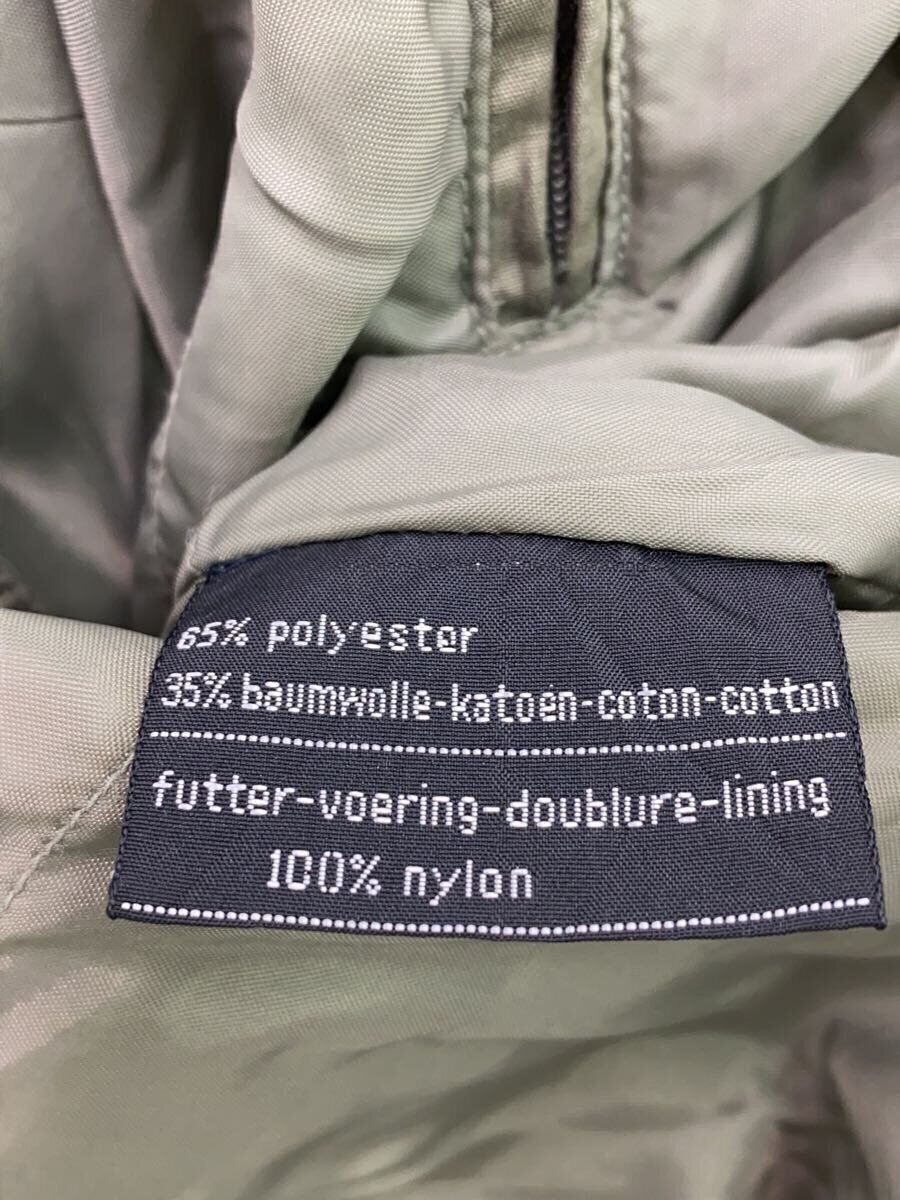 65% polyester
35% baumwolle-katoen-coton-cotton
futter-voering-doublure-lining
100% nylon